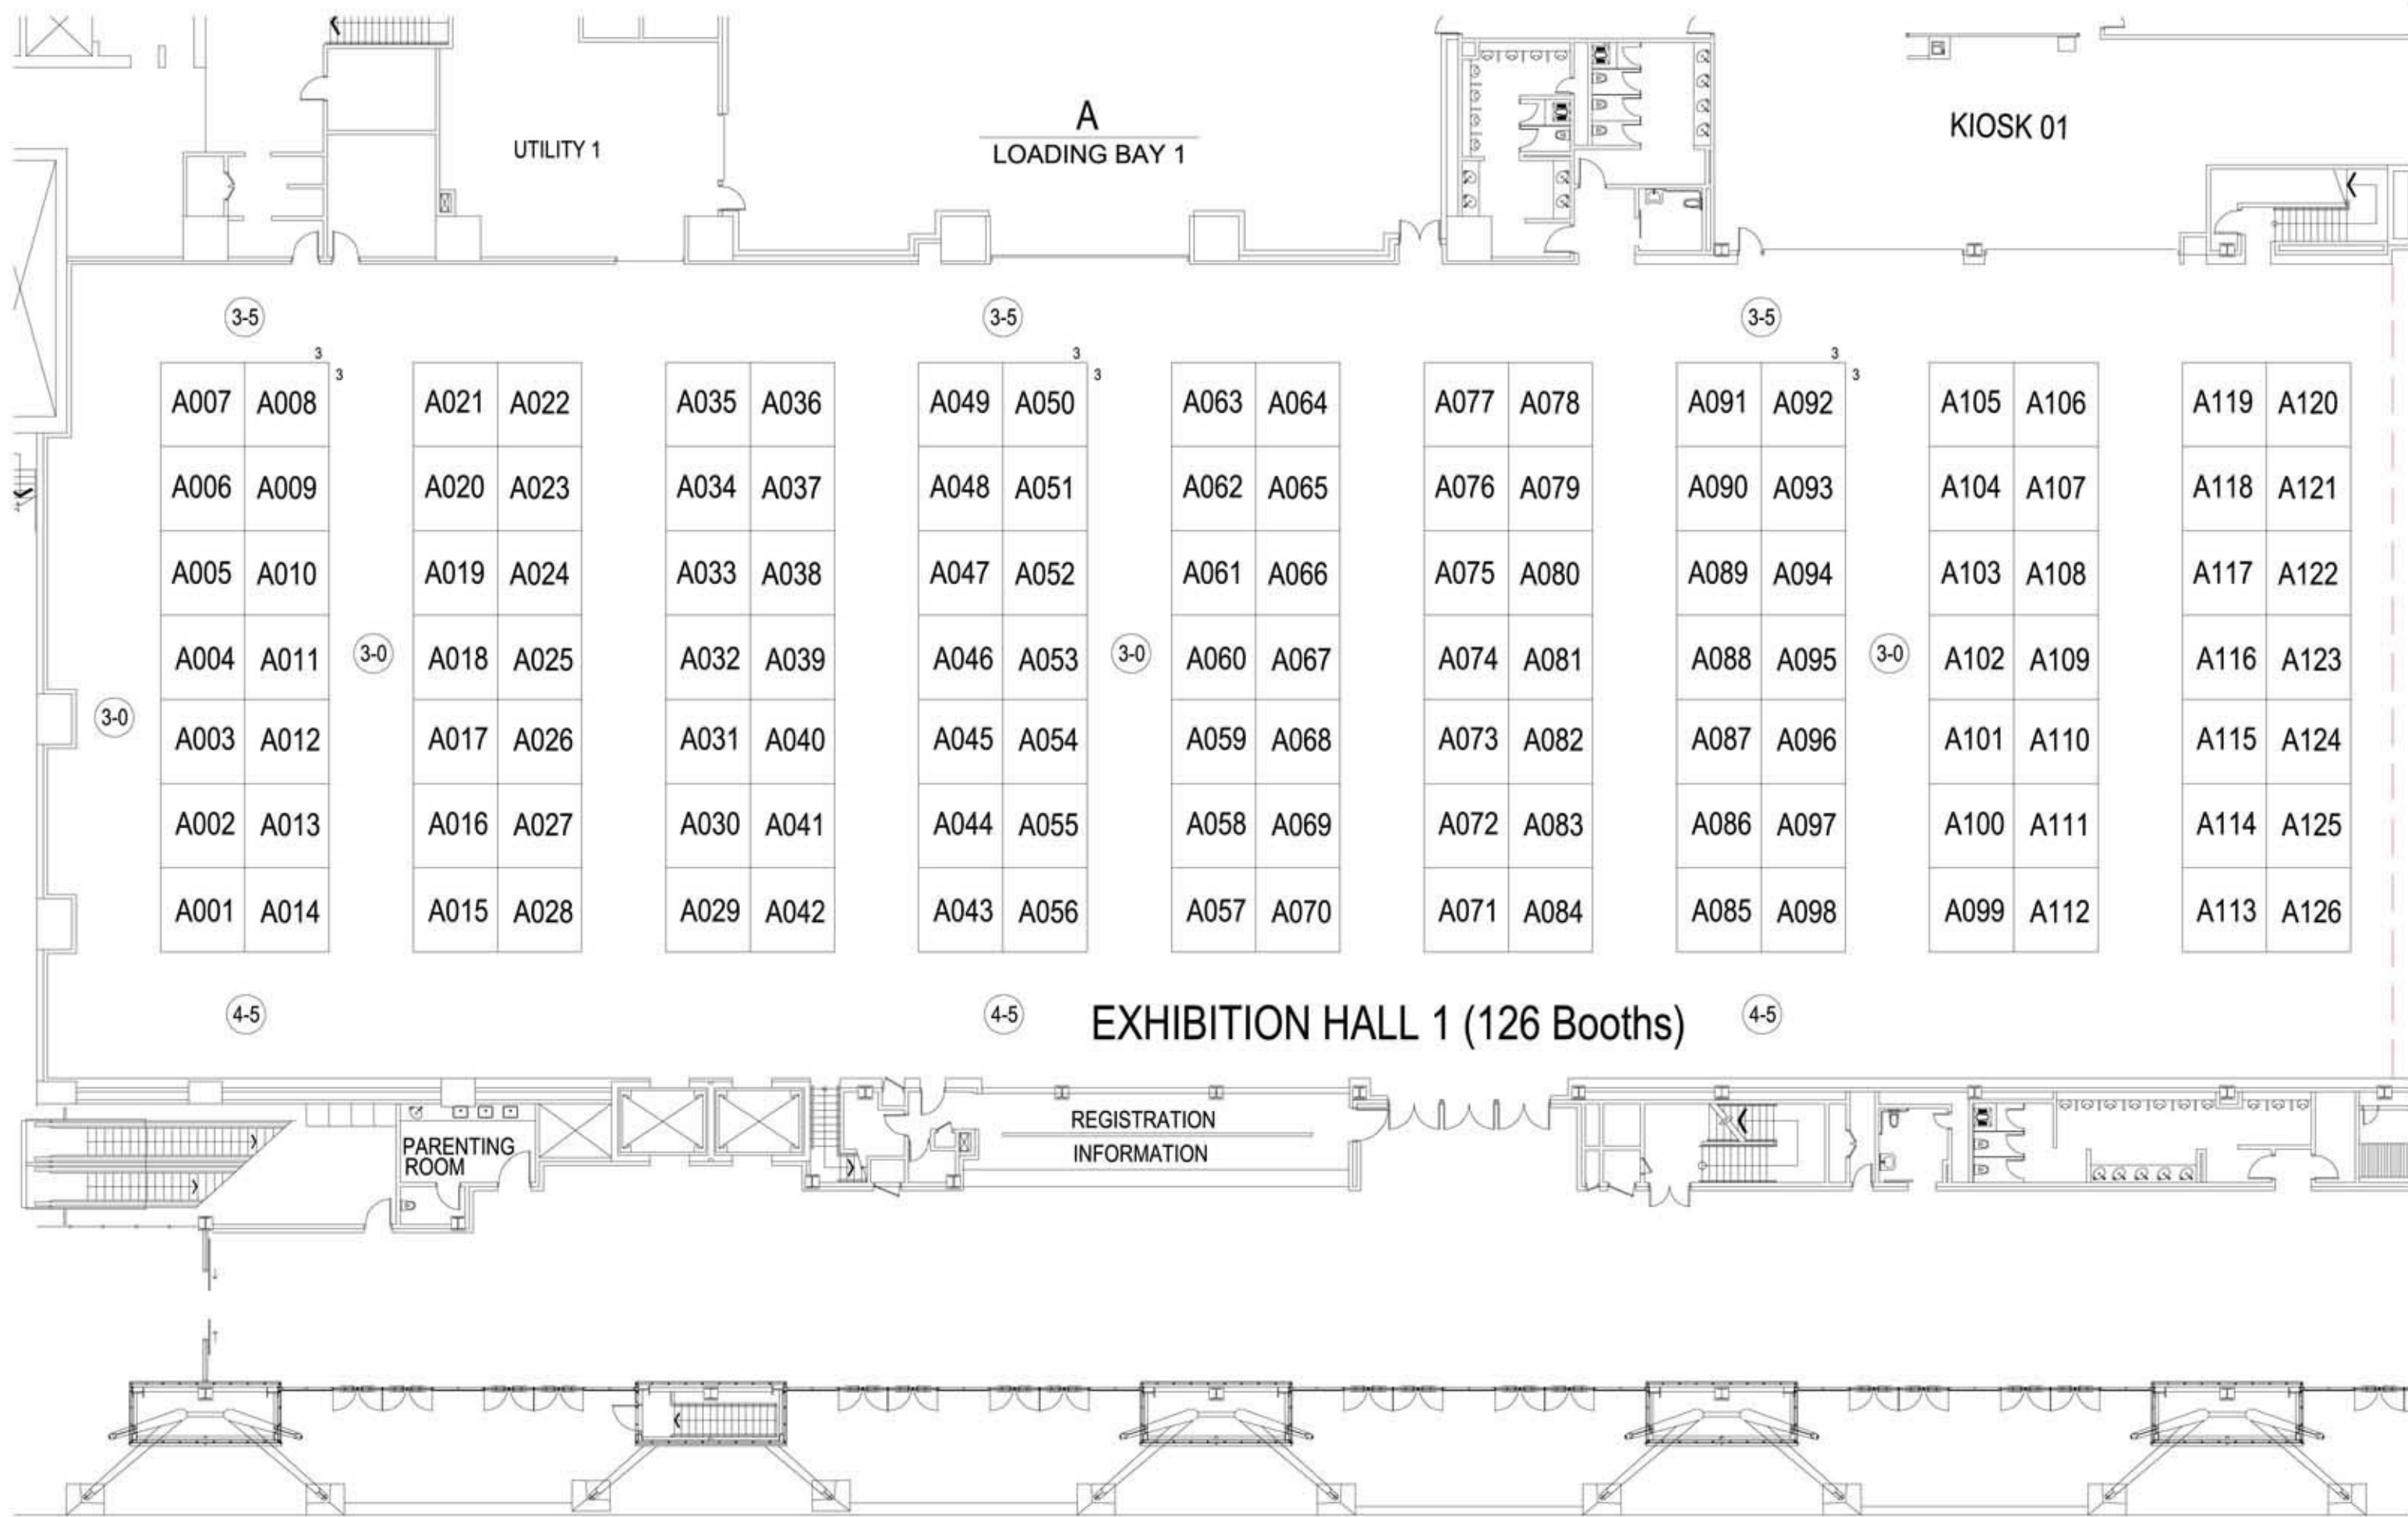 UTILITY 1
A
LOADING BAY 1
KIOSK 01
3-5 3-5 3-5
3 3 3
3 3 3
A007 A008 A021 A022 A035 A036 A049 A050 A063 A064 A077 A078 A091 A092 A105 A106 A119 A120
A006 A009 A020 A023 A034 A037 A048 A051 A062 A065 A076 A079 A090 A093 A104 A107 A118 A121
A005 A010 A019 A024 A033 A038 A047 A052 A061 A066 A075 A080 A089 A094 A103 A108 A117 A122
A004 A011 3-0 A018 A025 A032 A039 A046 A053 3-0 A060 A067 A074 A081 A088 A095 3-0 A102 A109 A116 A123
3-0 A003 A012 A017 A026 A031 A040 A045 A054 A059 A068 A073 A082 A087 A096 A101 A110 A115 A124
A002 A013 A016 A027 A030 A041 A044 A055 A058 A069 A072 A083 A086 A097 A100 A111 A114 A125
A001 A014 A015 A028 A029 A042 A043 A056 A057 A070 A071 A084 A085 A098 A099 A112 A113 A126
4-5 4-5 EXHIBITION HALL 1 (126 Booths) 4-5
PARENTING
ROOM
REGISTRATION
INFORMATION